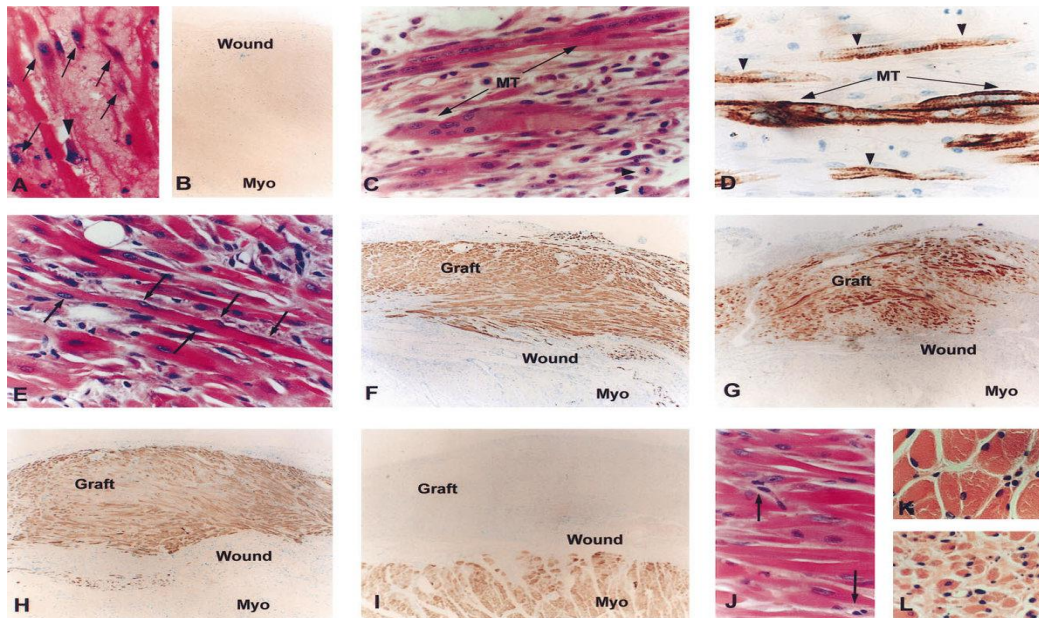 A
Wound
B
Myo
MT
C
MT
D
E
Graft
Wound
F
Myo
Graft
Wound
G
Myo
Graft
Wound
H
Myo
Graft
Wound
I
Myo
J
K
L